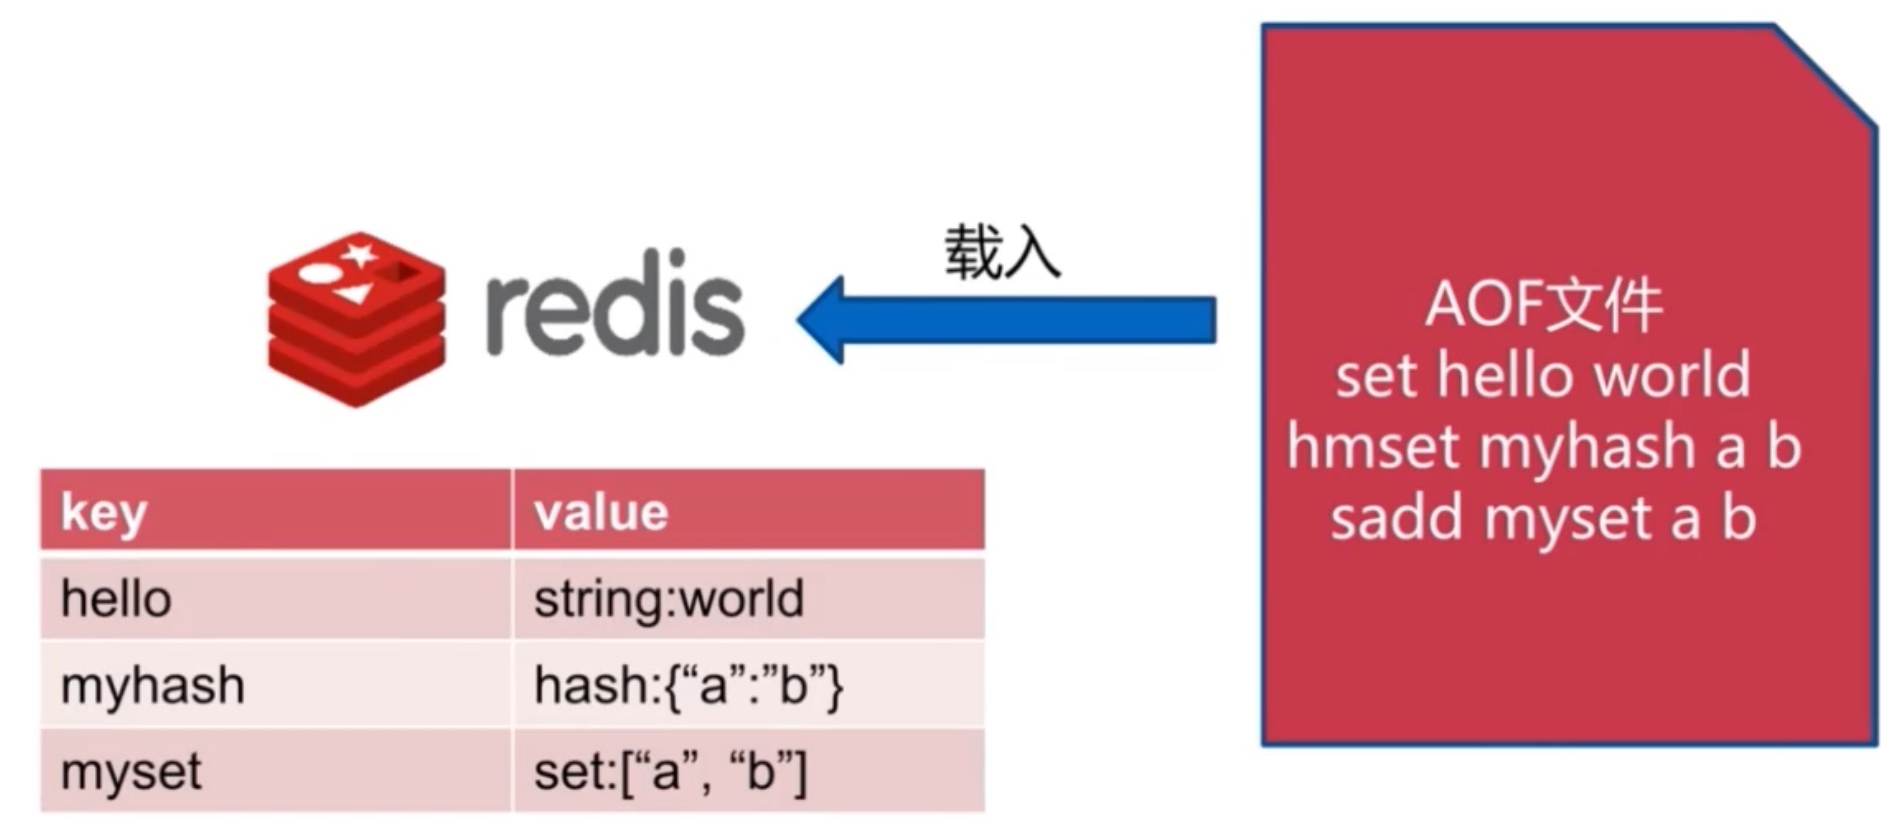 载入
redis
AOF文件
set hello world
hmset myhash a b
sadd myset a b
key value
hello string:world
myhash hash:{“a”:”b”}
myset set:[“a”, “b”]